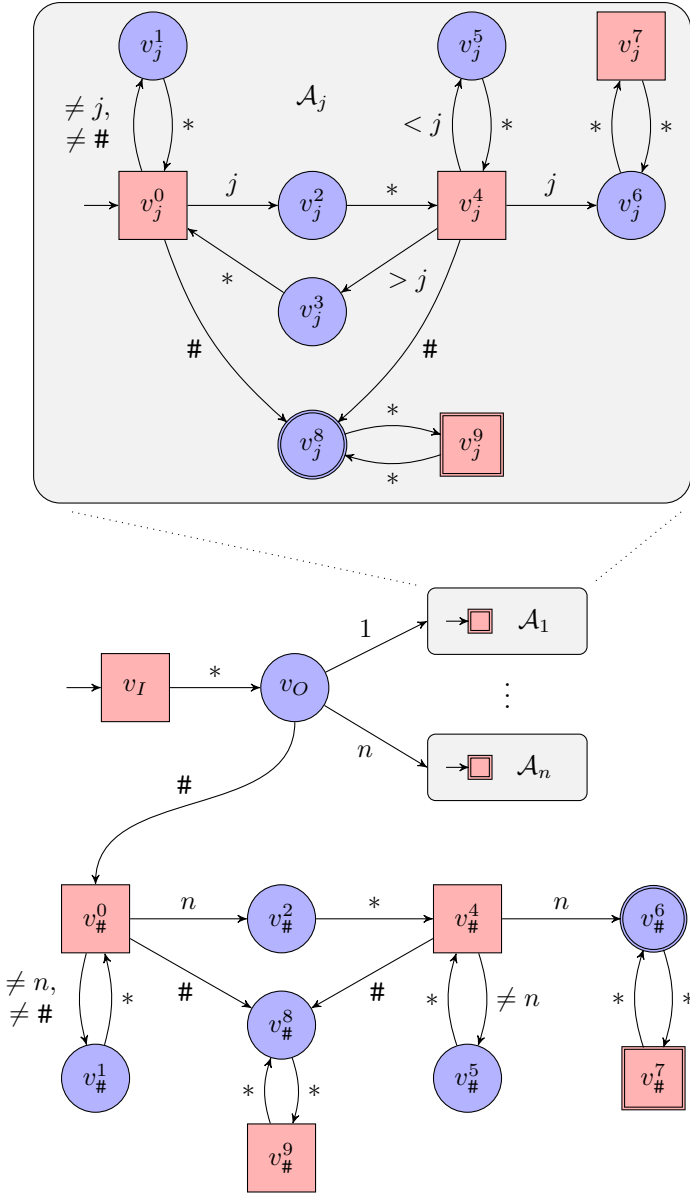 v_j^1
v_j^5
v_j^7
𝒜_j
≠ j,
≠ #
*
< j
*
*
*
v_j^0
j
v_j^2
*
v_j^4
j
v_j^6
*
v_j^3
> j
#
#
v_j^8
*
v_j^9
*
1
𝒜_1
v_I
*
v_O
⋮
n
𝒜_n
#
v_#^0
n
v_#^2
*
v_#^4
n
v_#^6
≠ n,
≠ #
*
#
#
*
≠ n
*
*
v_#^8
v_#^1
v_#^5
v_#^7
*
*
v_#^9